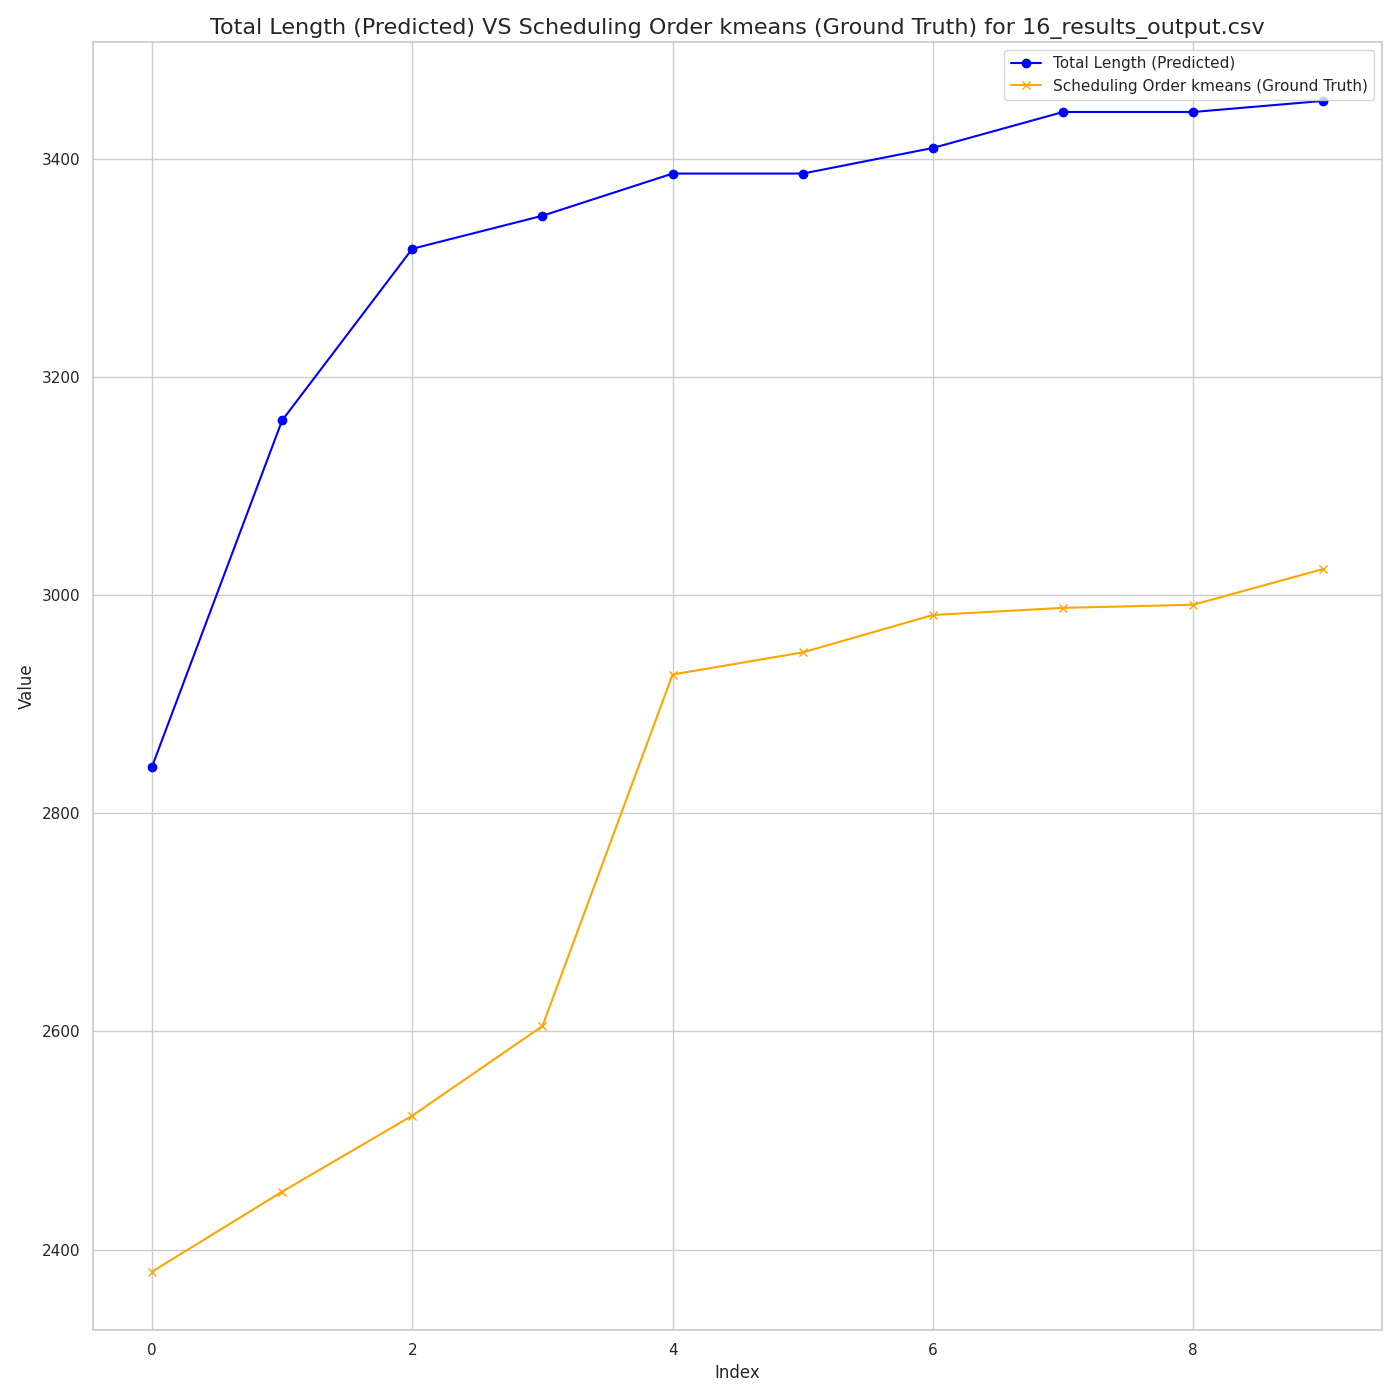 Total Length (Predicted) VS Scheduling Order kmeans (Ground Truth) for 16_results_output.csv
Total Length (Predicted)
Scheduling Order kmeans (Ground Truth)
3400
3200
3000
2800
2600
2400
Value
0 2 4 6 8
Index